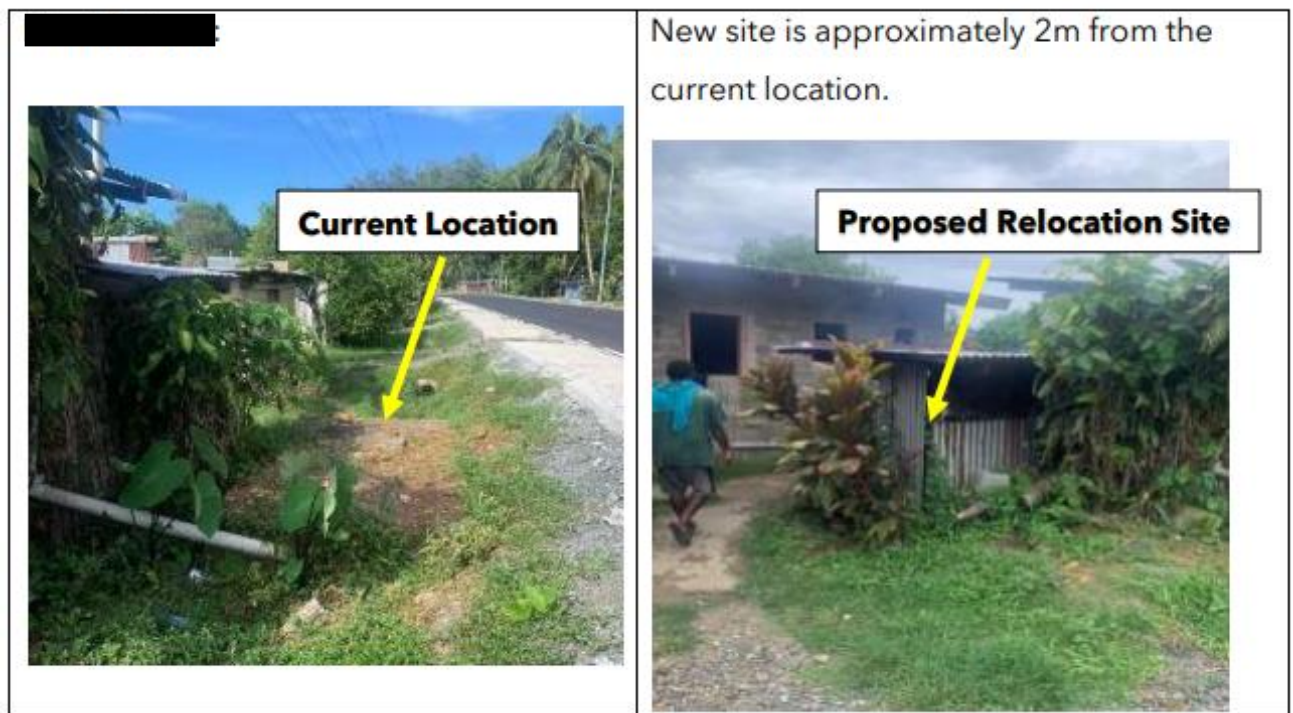 :
New site is approximately 2m from the
current location.
Current Location
Proposed Relocation Site